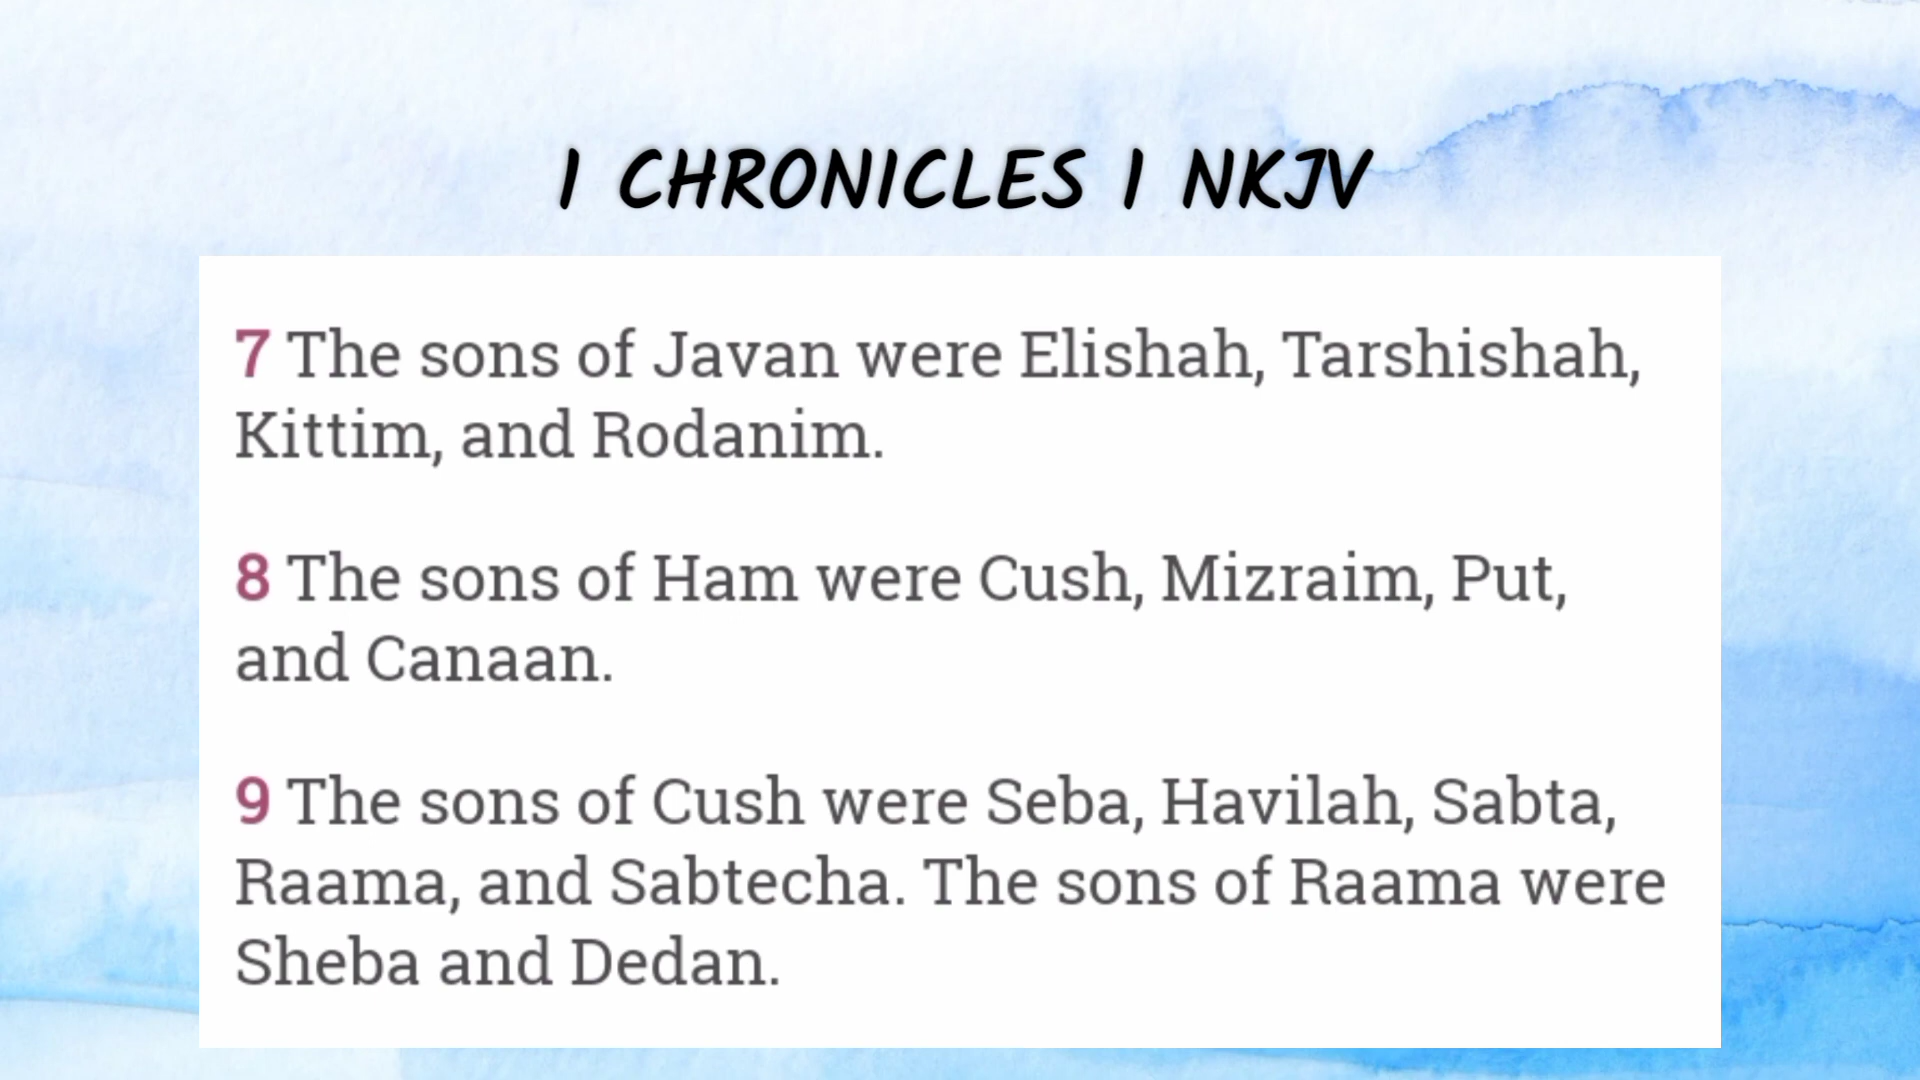 1 CHRONICLES 1 NKJV
7 The sons of Javan were Elishah, Tarshishah,
Kittim, and Rodanim.
8 The sons of Ham were Cush, Mizraim, Put,
and Canaan.
9 The sons of Cush were Seba, Havilah, Sabta,
Raama, and Sabtecha. The sons of Raama were
Sheba and Dedan.